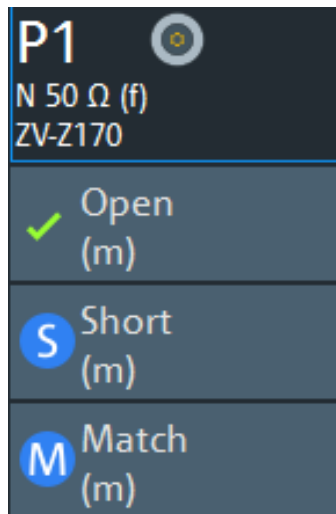 P1
N 50 Ω (f)
ZV-Z170
Open
(m)
S Short
(m)
M Match
(m)